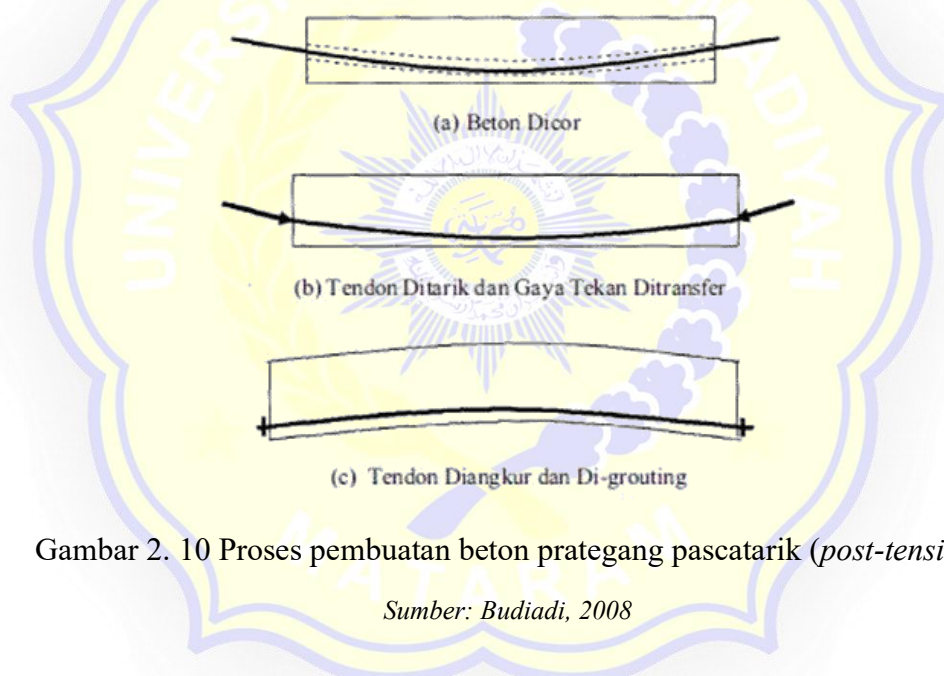 (a) Beton Dicor
(b) Tendon Ditarik dan Gaya Tekan Ditransfer
(c) Tendon Diangkur dan Di-grouting
Gambar 2. 10 Proses pembuatan beton prategang pascatarik (post-tensi
Sumber: Budiadi, 2008
MATARAM